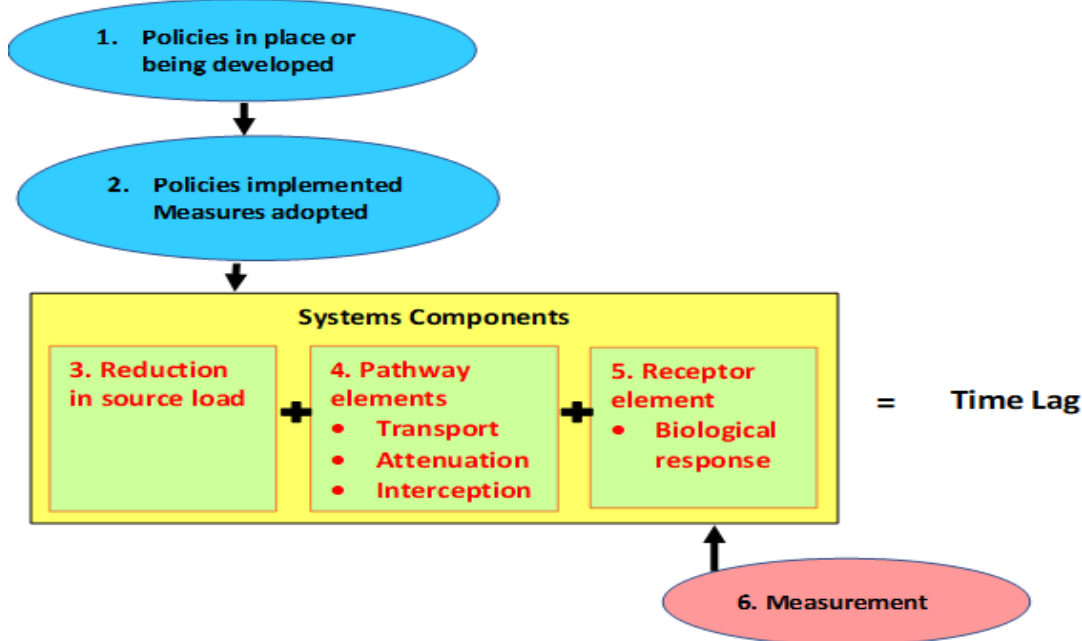 1. Policies in place or
being developed
2. Policies implemented
Measures adopted
Systems Components
3. Reduction
in source load
4. Pathway
elements
• Transport
• Attenuation
• Interception
5. Receptor
element
• Biological
response
= Time Lag
6. Measurement